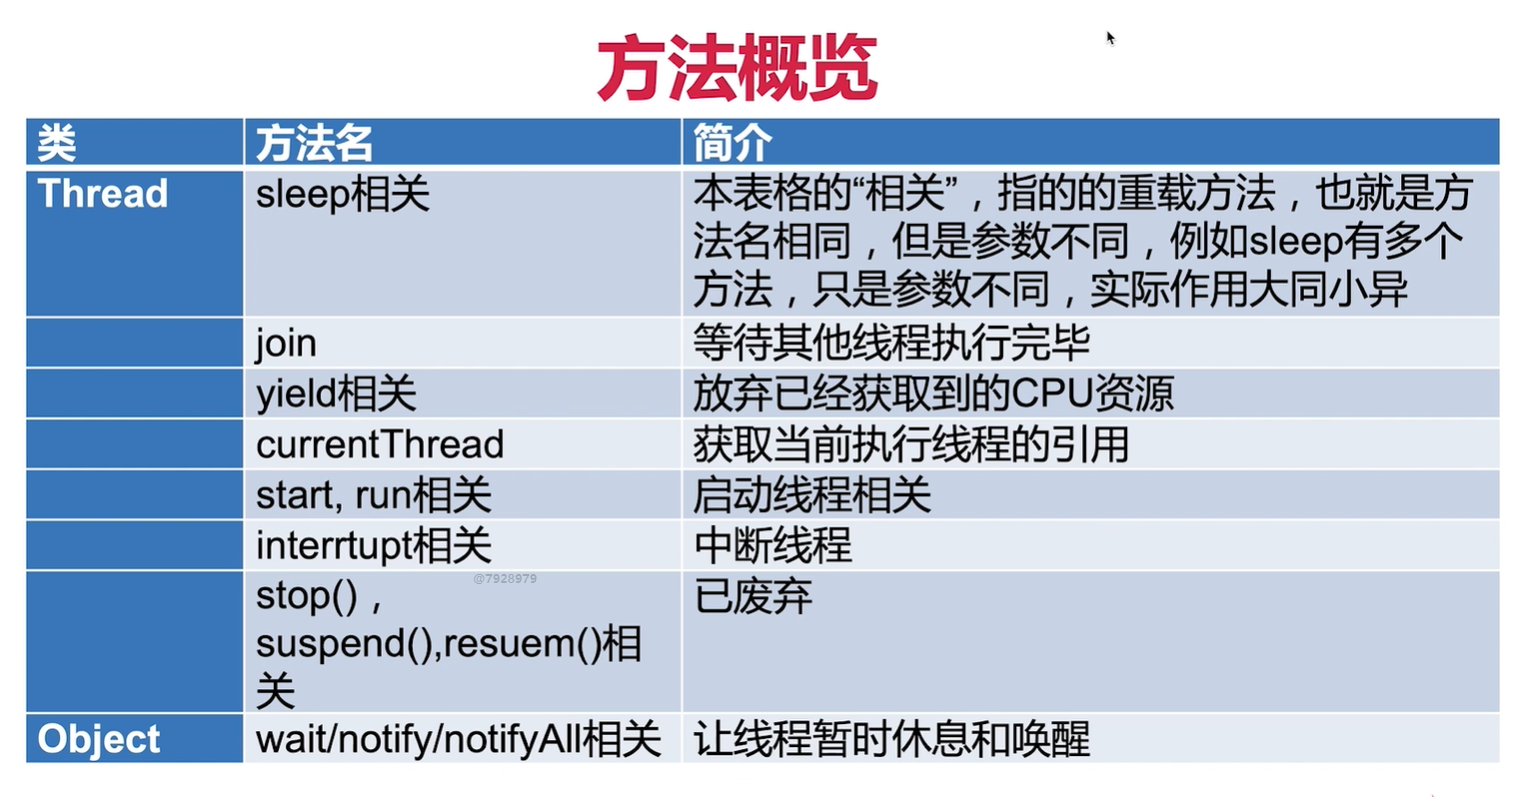 方法概览
类 方法名 简介
Thread sleep相关 本表格的“相关”，指的的重载方法，也就是方
法名相同，但是参数不同，例如sleep有多个
方法，只是参数不同，实际作用大同小异
join 等待其他线程执行完毕
yield相关 放弃已经获取到的CPU资源
currentThread 获取当前执行线程的引用
start, run相关 启动线程相关
interrtupt相关 中断线程
@7928979
stop()， 已废弃
suspend(),resuem()相
关
Object wait/notify/notifyAll相关 让线程暂时休息和唤醒